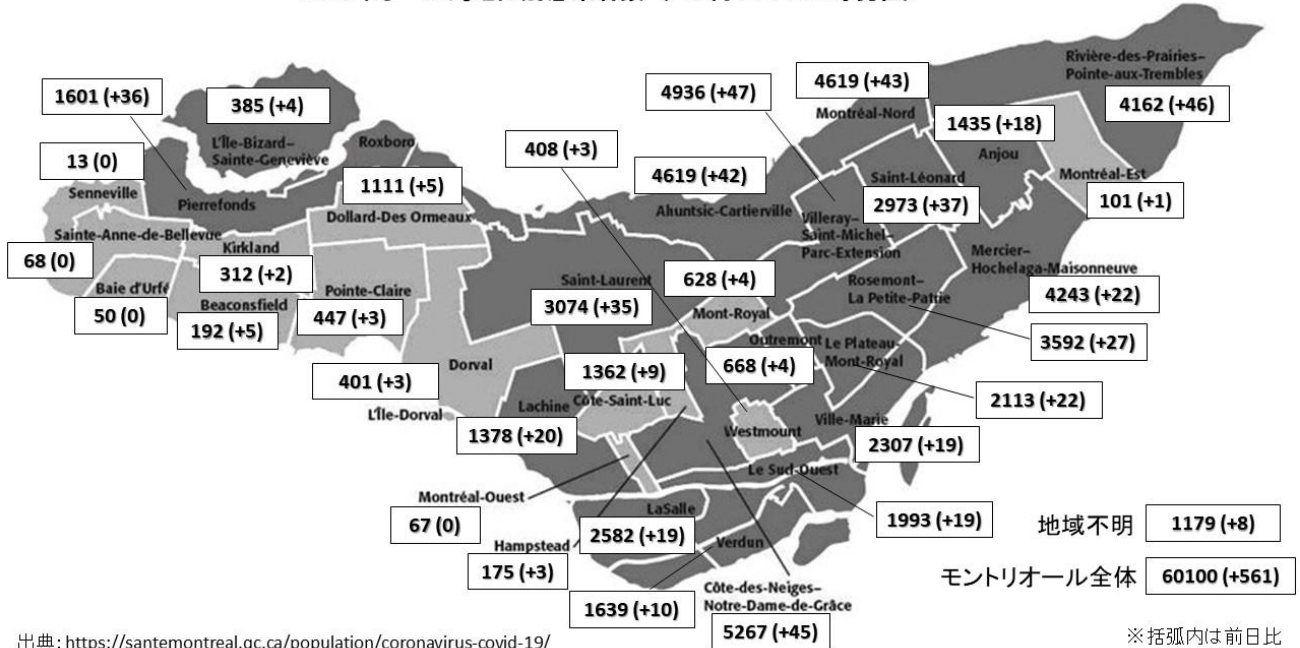 1601 (+36)
385 (+4)
L'Île-Bizard–
Sainte-Geneviève
Roxboro
13 (0)
Senneville
Pierrefonds
1111 (+5)
Dollard-Des Ormeaux
Sainte-Anne-de-Bellevue
68 (0)
Kirkland
312 (+2)
Baie d'Urfé
50 (0)
Beaconsfield
192 (+5)
Pointe-Claire
447 (+3)
401 (+3)
Dorval
L'Île-Dorval
408 (+3)
4936 (+47)
4619 (+43)
Montréal-Nord
Rivière-des-Prairies–
Pointe-aux-Trembles
4162 (+46)
1435 (+18)
Anjou
Montréal-Est
101 (+1)
4619 (+42)
Ahuntsic-Cartierville
Saint-Léonard
2973 (+37)
Villeray–
Saint-Michel–
Parc-Extension
Mercier–
Hochelaga-Maisonneuve
4243 (+22)
Saint-Laurent
3074 (+35)
628 (+4)
Mont-Royal
Rosemont–
La Petite-Patrie
3592 (+27)
Outremont
668 (+4)
Le Plateau-
Mont-Royal
2113 (+22)
1362 (+9)
Côte-Saint-Luc
Lachine
1378 (+20)
Westmount
Ville-Marie
2307 (+19)
Le Sud-Ouest
1993 (+19)
Montréal-Ouest
67 (0)
LaSalle
2582 (+19)
Hampstead
175 (+3)
Verdun
1639 (+10)
Côte-des-Neiges–
Notre-Dame-de-Grâce
5267 (+45)
地域不明 1179 (+8)
モントリオール全体 60100 (+561)
出典: https://santemontreal.qc.ca/population/coronavirus-covid-19/
※括弧内は前日比